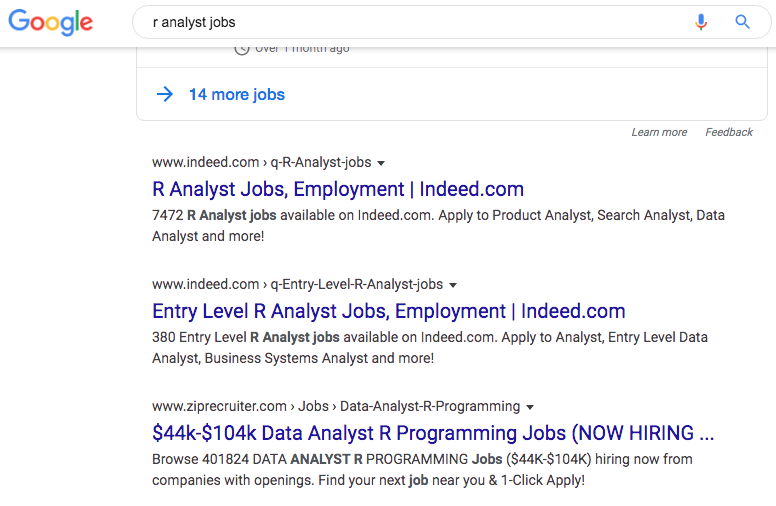 Google
r analyst jobs
Over 1 month ago
14 more jobs
Learn more Feedback
www.indeed.com › q-R-Analyst-jobs
R Analyst Jobs, Employment | Indeed.com
7472 R Analyst jobs available on Indeed.com. Apply to Product Analyst, Search Analyst, Data
Analyst and more!
www.indeed.com › q-Entry-Level-R-Analyst-jobs
Entry Level R Analyst Jobs, Employment | Indeed.com
380 Entry Level R Analyst jobs available on Indeed.com. Apply to Analyst, Entry Level Data
Analyst, Business Systems Analyst and more!
www.ziprecruiter.com › Jobs › Data-Analyst-R-Programming
$44k-$104k Data Analyst R Programming Jobs (NOW HIRING ...
Browse 401824 DATA ANALYST R PROGRAMMING Jobs ($44K-$104K) hiring now from
companies with openings. Find your next job near you & 1-Click Apply!